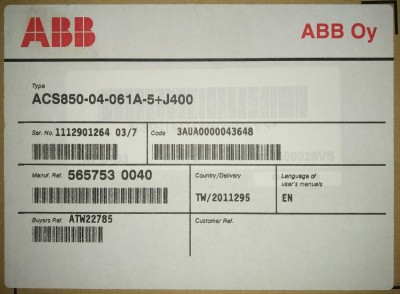 ABB ABB Oy
Type
ACS850-04-061A-5+J400
Ser. No. 1112901264 03/7 Code 3AUA0000043648
Manuf. Ref. 565753 0040 Country/Delivery Language of
user's manuals
TW/2011295 EN
Buyers Ref. ATW22785 Customer Ref.